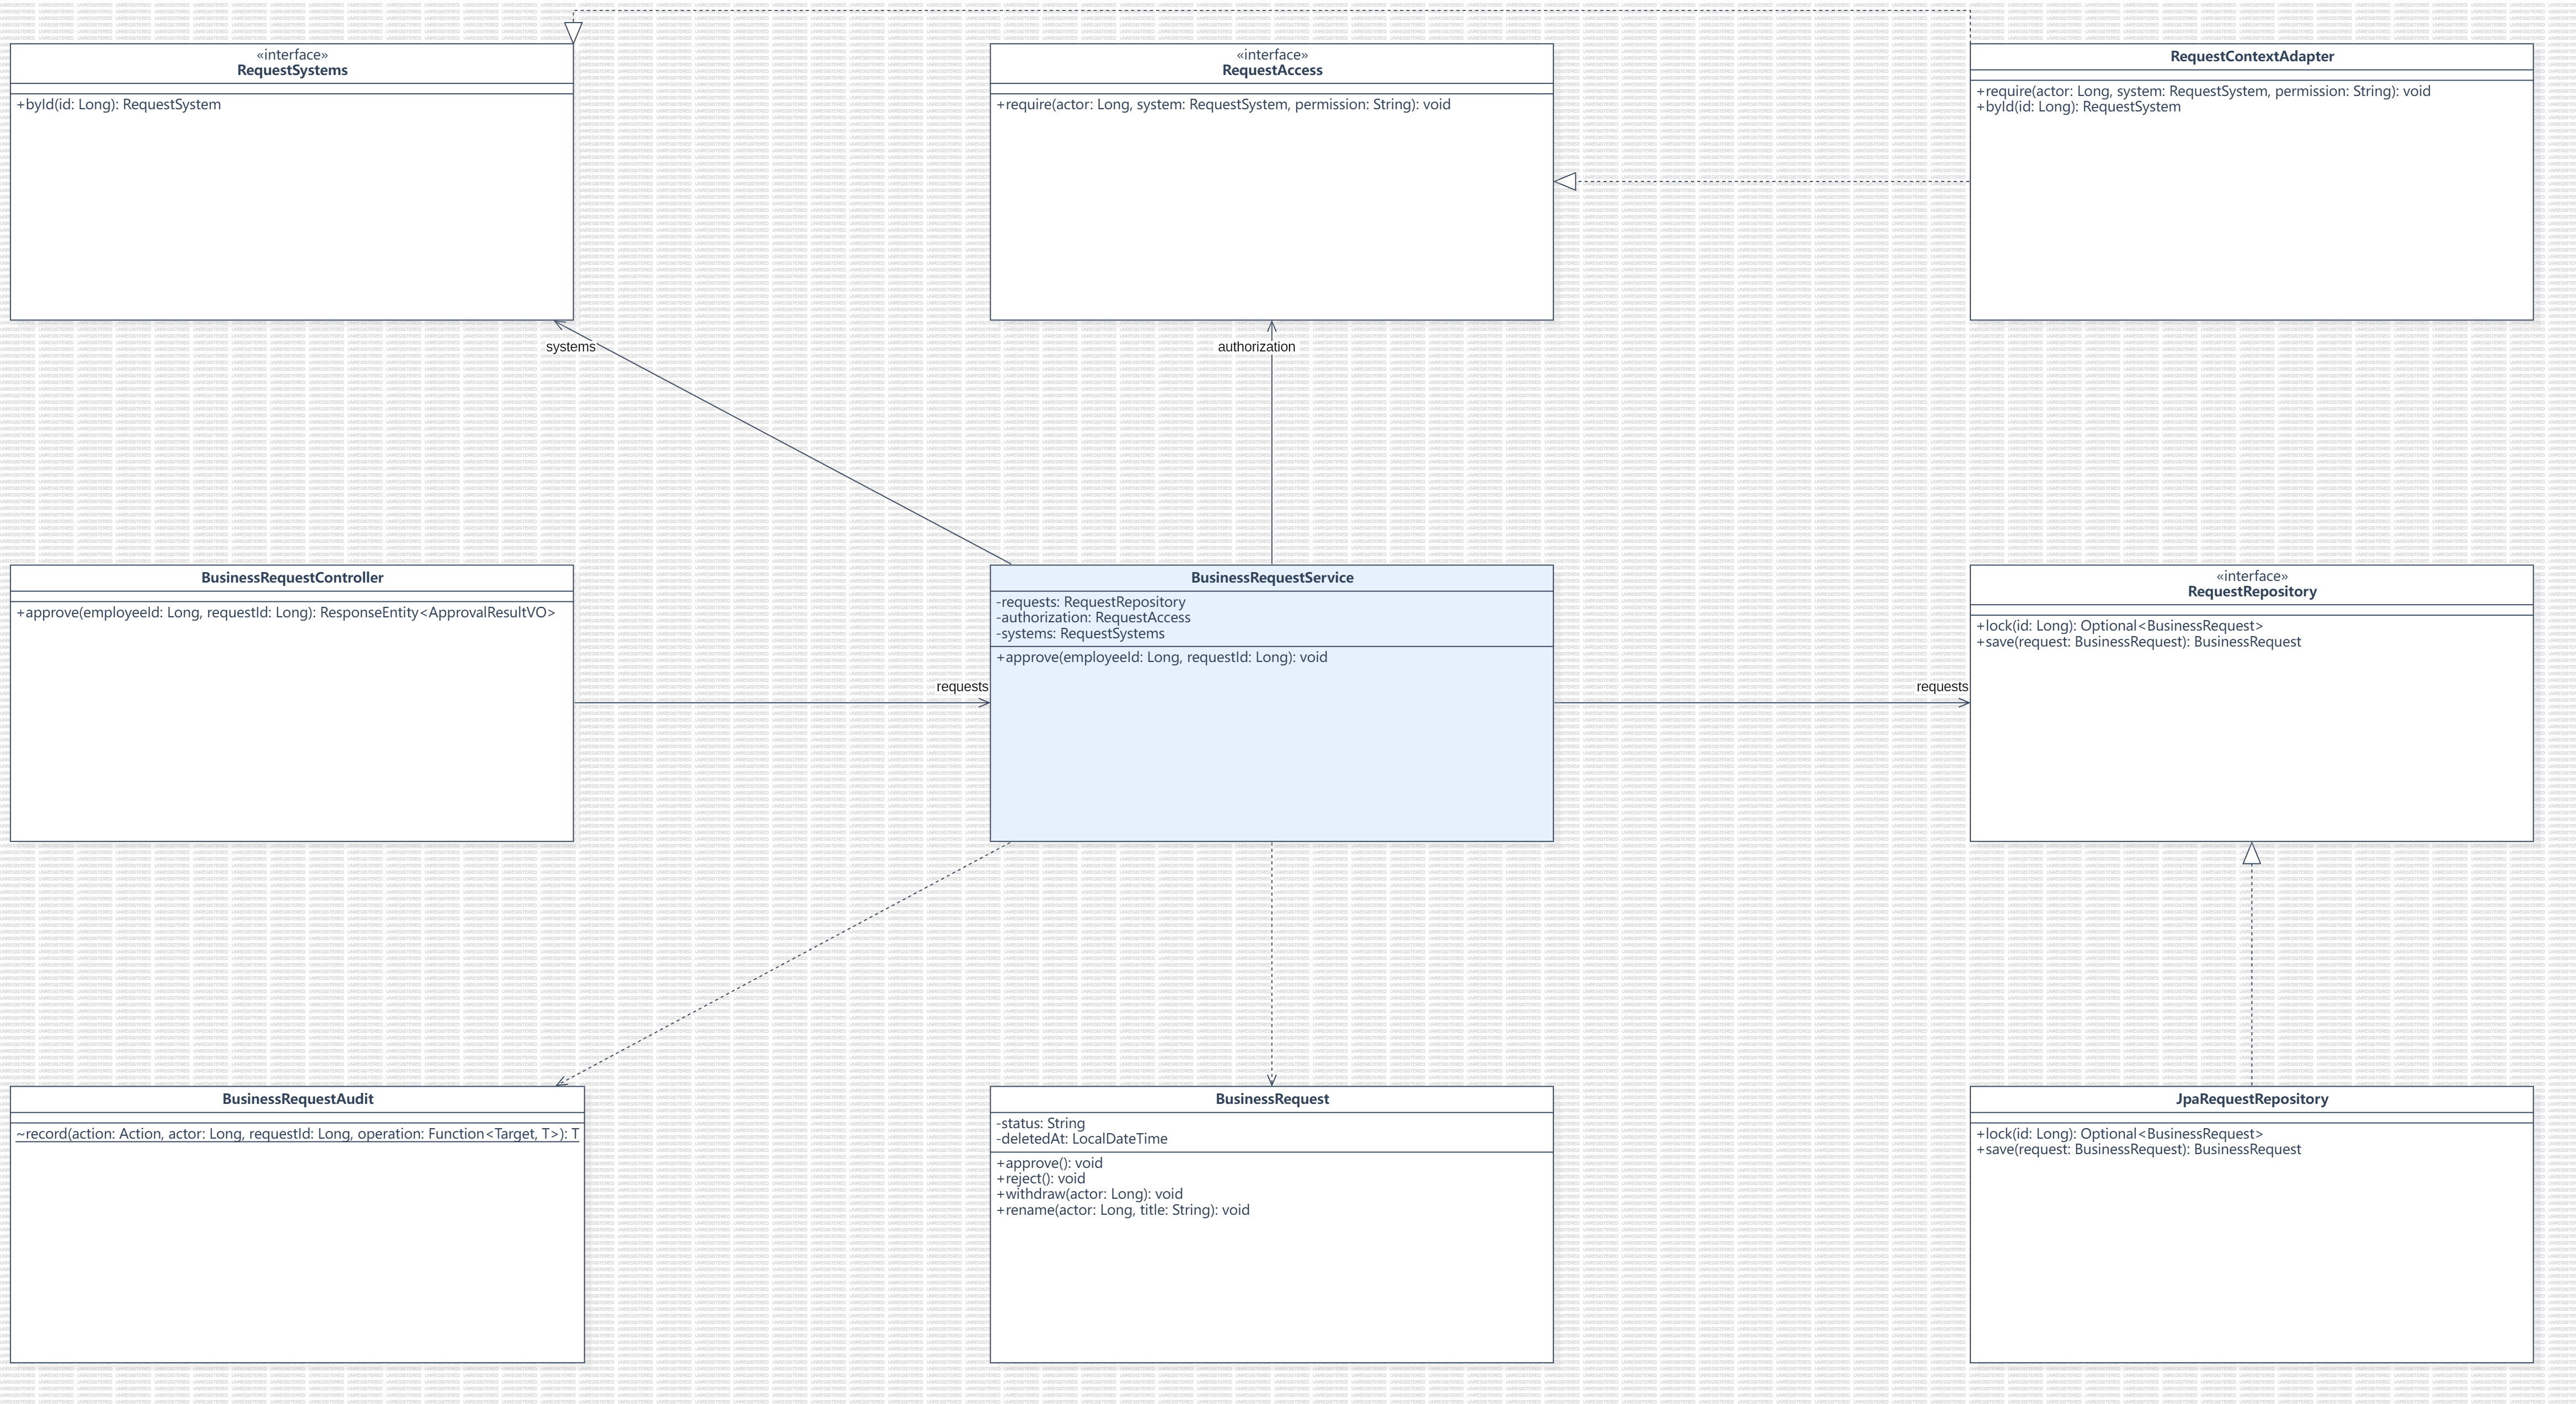 «interface»
RequestSystems
+byId(id: Long): RequestSystem
«interface»
RequestAccess
+require(actor: Long, system: RequestSystem, permission: String): void
RequestContextAdapter
+require(actor: Long, system: RequestSystem, permission: String): void
+byId(id: Long): RequestSystem
systems
authorization
BusinessRequestController
+approve(employeeId: Long, requestId: Long): ResponseEntity<ApprovalResultVO>
requests
BusinessRequestService
-requests: RequestRepository
-authorization: RequestAccess
-systems: RequestSystems
+approve(employeeId: Long, requestId: Long): void
requests
«interface»
RequestRepository
+lock(id: Long): Optional<BusinessRequest>
+save(request: BusinessRequest): BusinessRequest
BusinessRequestAudit
~record(action: Action, actor: Long, requestId: Long, operation: Function<Target, T>): T
BusinessRequest
-status: String
-deletedAt: LocalDateTime
+approve(): void
+reject(): void
+withdraw(actor: Long): void
+rename(actor: Long, title: String): void
JpaRequestRepository
+lock(id: Long): Optional<BusinessRequest>
+save(request: BusinessRequest): BusinessRequest
UNREGISTERED